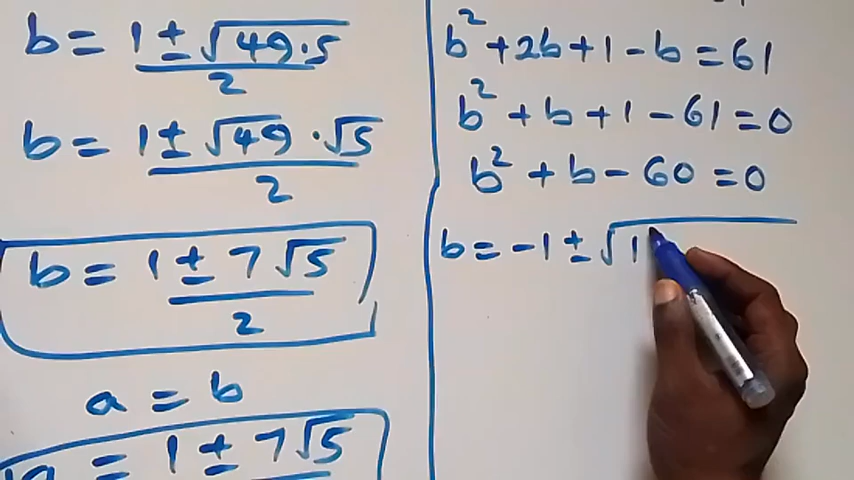 b = 1 ± √49·5 / 2
b = 1 ± √49 · √5 / 2
b = 1 ± 7√5 / 2
a = b
a = 1 ± 7√5
b² + 2b + 1 - b = 61
b² + b + 1 - 61 = 0
b² + b - 60 = 0
b = -1 ± √1